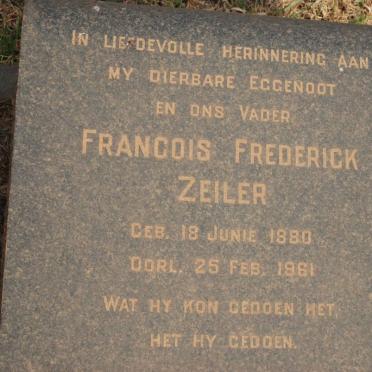 IN LIEFDEVOLLE HERINNERING AAN
MY DIERBARE EGGENOOT
EN ONS VADER
FRANCOIS FREDERICK
ZEILER
GEB. 18 JUNIE 1880
OORL. 25 FEB. 1961
WAT HY KON GEDOEN HET,
HET HY GEDOEN.